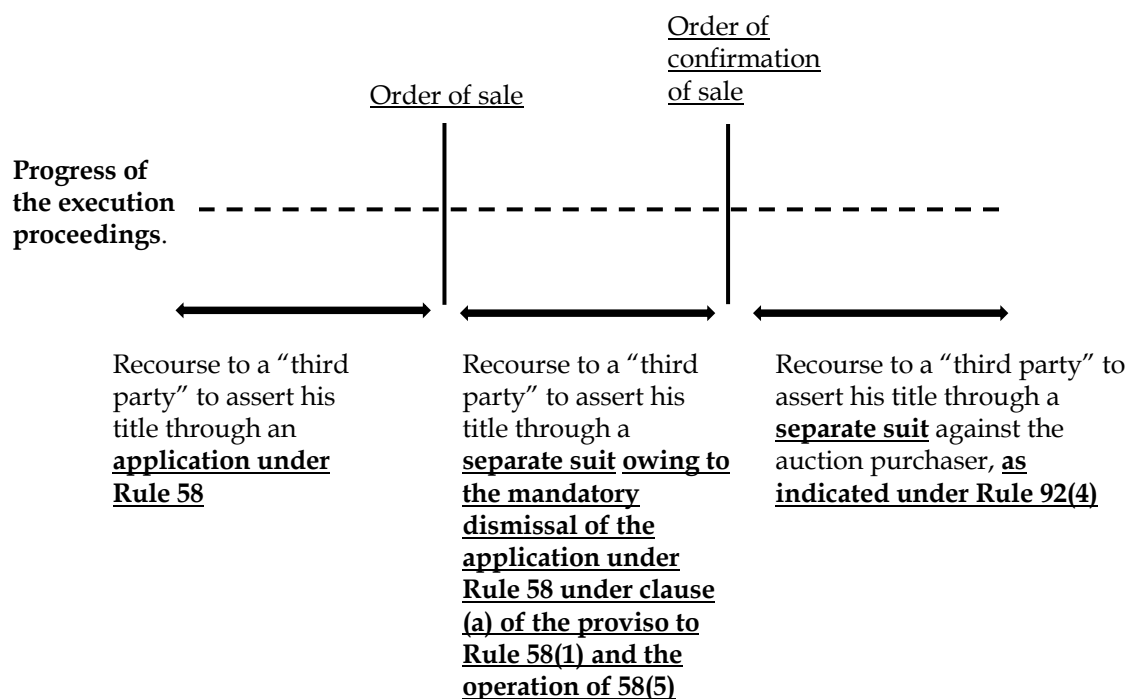 Order of
confirmation
of sale
Order of sale
Progress of
the execution
proceedings.
Recourse to a “third
party” to assert his
title through an
application under
Rule 58
Recourse to a “third
party” to assert his
title through a
separate suit owing to
the mandatory
dismissal of the
application under
Rule 58 under clause
(a) of the proviso to
Rule 58(1) and the
operation of 58(5)
Recourse to a “third party” to
assert his title through a
separate suit against the
auction purchaser, as
indicated under Rule 92(4)